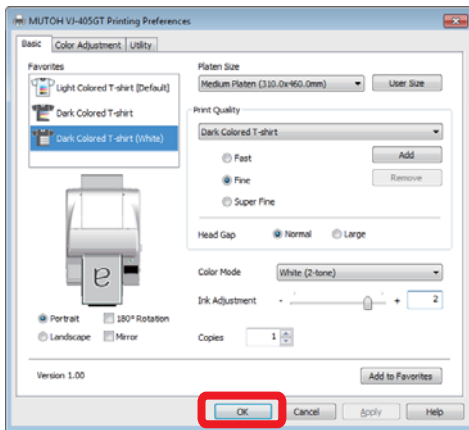 MUTOH VJ-405GT Printing Preferences
Basic
Color Adjustment
Utility
Favorites
Light Colored T-shirt [Default]
Dark Colored T-shirt
Dark Colored T-shirt (White)
a
Portrait
180° Rotation
Landscape
Mirror
Platen Size
Medium Platen (310.0x460.0mm)
User Size
Print Quality
Dark Colored T-shirt
Fast
Add
Fine
Remove
Super Fine
Head Gap
Normal
Large
Color Mode
White (2-tone)
Ink Adjustment
- + 2
Copies
1
Version 1.00
Add to Favorites
OK
Cancel
Apply
Help